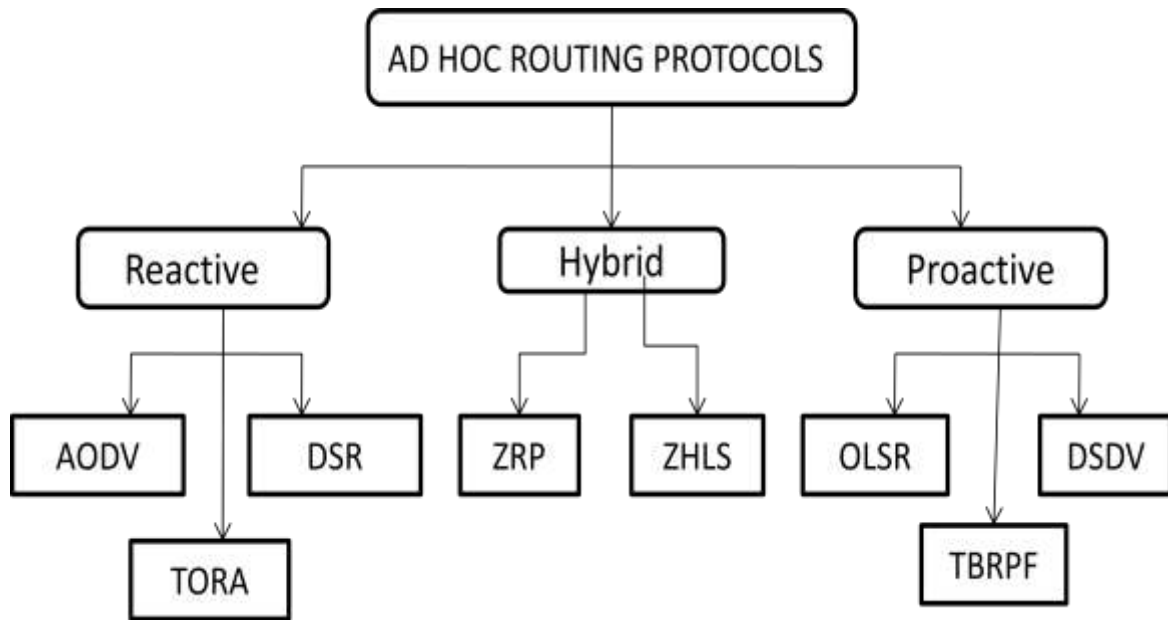 AD HOC ROUTING PROTOCOLS
Reactive
Hybrid
Proactive
AODV
DSR
ZRP
ZHLS
OLSR
DSDV
TORA
TBRPF